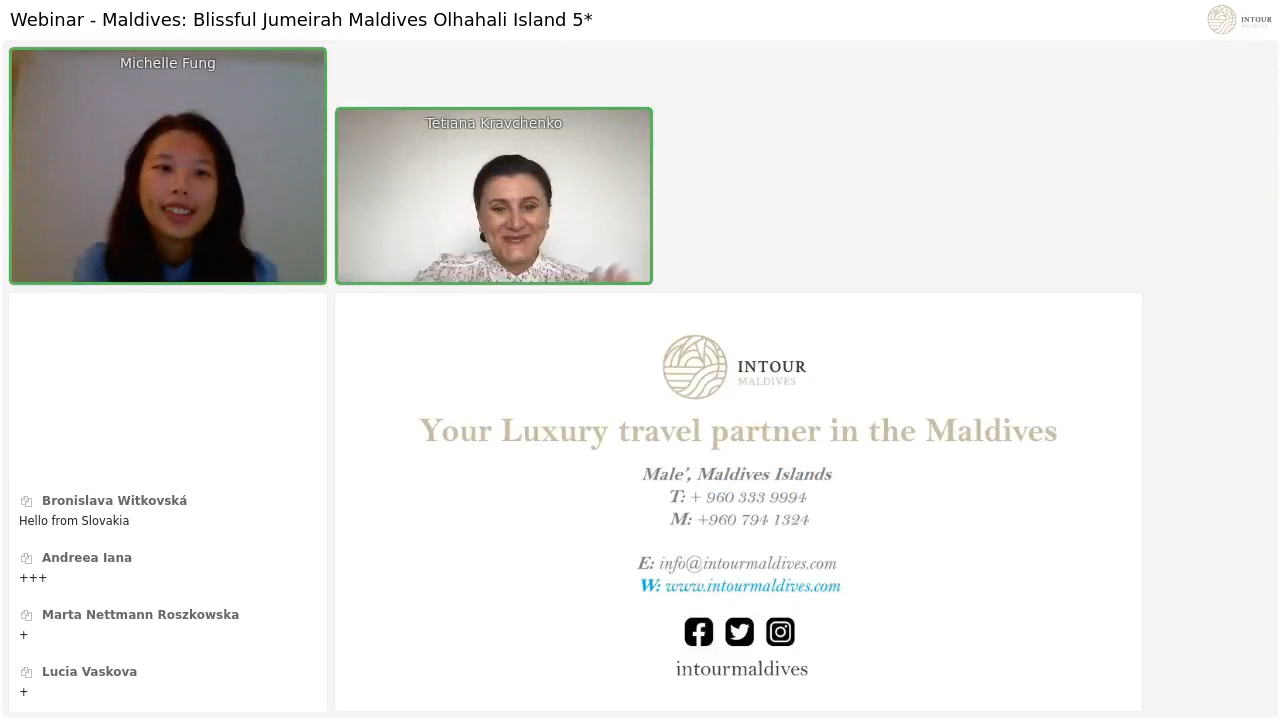 Webinar - Maldives: Blissful Jumeirah Maldives Olhahali Island 5*
INTOUR
MALDIVES
Michelle Fung
Tetiana Kravchenko
Bronislava Witkovská
Hello from Slovakia
Andreea Iana
+++
Marta Nettmann Roszkowska
+
Lucia Vaskova
+
INTOUR
MALDIVES
Your Luxury travel partner in the Maldives
Male', Maldives Islands
T: + 960 333 9994
M: +960 794 1324
E: info@intourmaldives.com
W: www.intourmaldives.com
intourmaldives